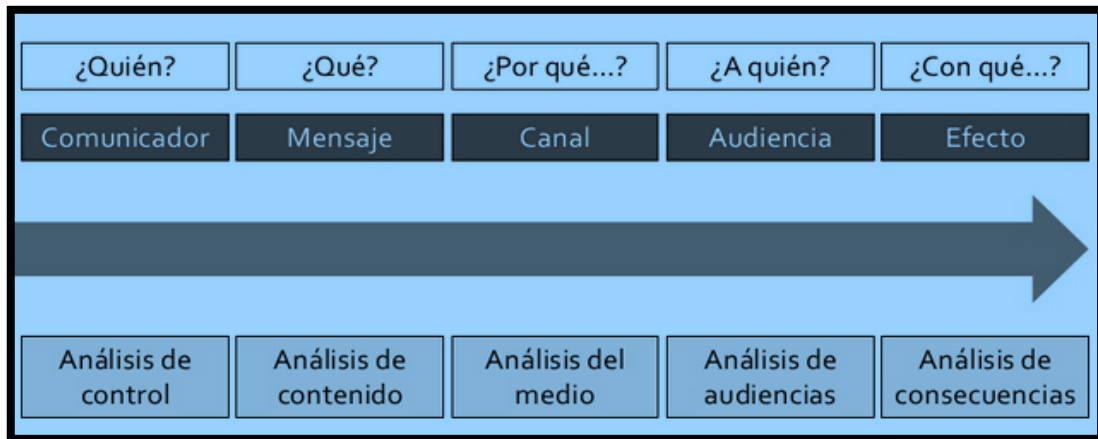 ¿Quién?
¿Qué?
¿Por qué...?
¿A quién?
¿Con qué...?
Comunicador
Mensaje
Canal
Audiencia
Efecto
Análisis de
control
Análisis de
contenido
Análisis del
medio
Análisis de
audiencias
Análisis de
consecuencias